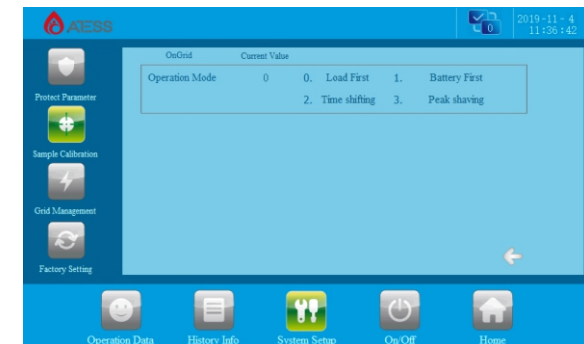 ATESS
0
2019-11-4
11:36:42
OnGrid Current Value
Operation Mode 0 0. Load First 1. Battery First
2. Time shifting 3. Peak shaving
Protect Parameter
Sample Calibration
Grid Management
Factory Setting
Operation Data History Info System Setup On/Off Home